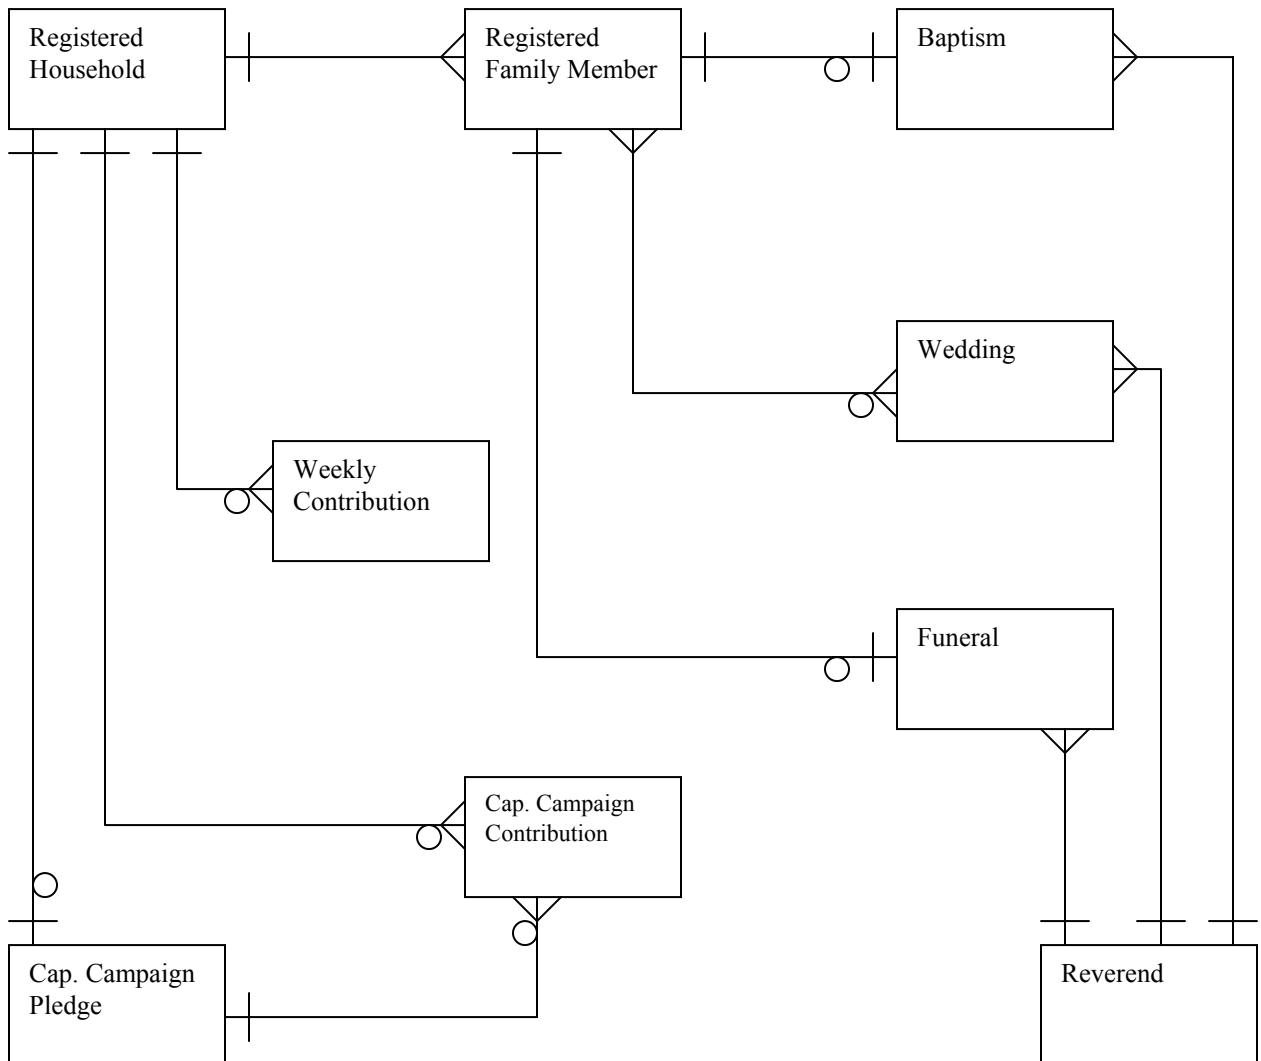 Registered
Household
Registered
Family Member
Baptism
Wedding
Weekly
Contribution
Funeral
Cap. Campaign
Contribution
Cap. Campaign
Pledge
Reverend